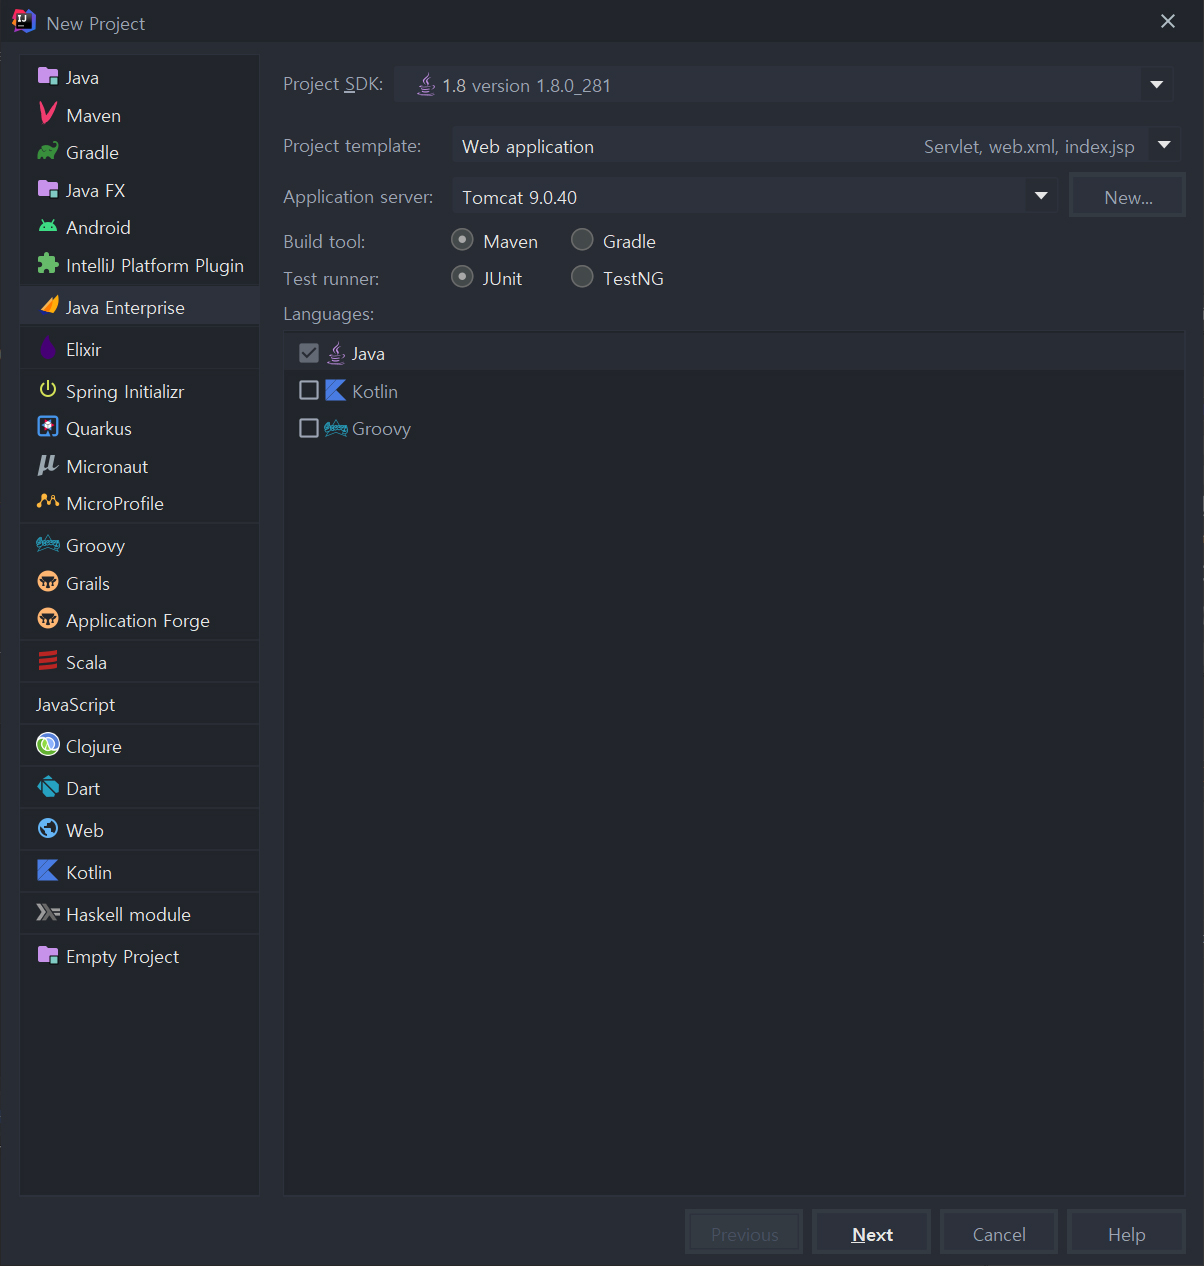 New Project
Java
Maven
Gradle
Java FX
Android
IntelliJ Platform Plugin
Java Enterprise
Elixir
Spring Initializr
Quarkus
Micronaut
MicroProfile
Groovy
Grails
Application Forge
Scala
JavaScript
Clojure
Dart
Web
Kotlin
Haskell module
Empty Project
Project SDK: 1.8 version 1.8.0_281
Project template: Web application Servlet, web.xml, index.jsp
Application server: Tomcat 9.0.40 New...
Build tool: Maven Gradle
Test runner: JUnit TestNG
Languages:
Java
Kotlin
Groovy
Previous Next Cancel Help